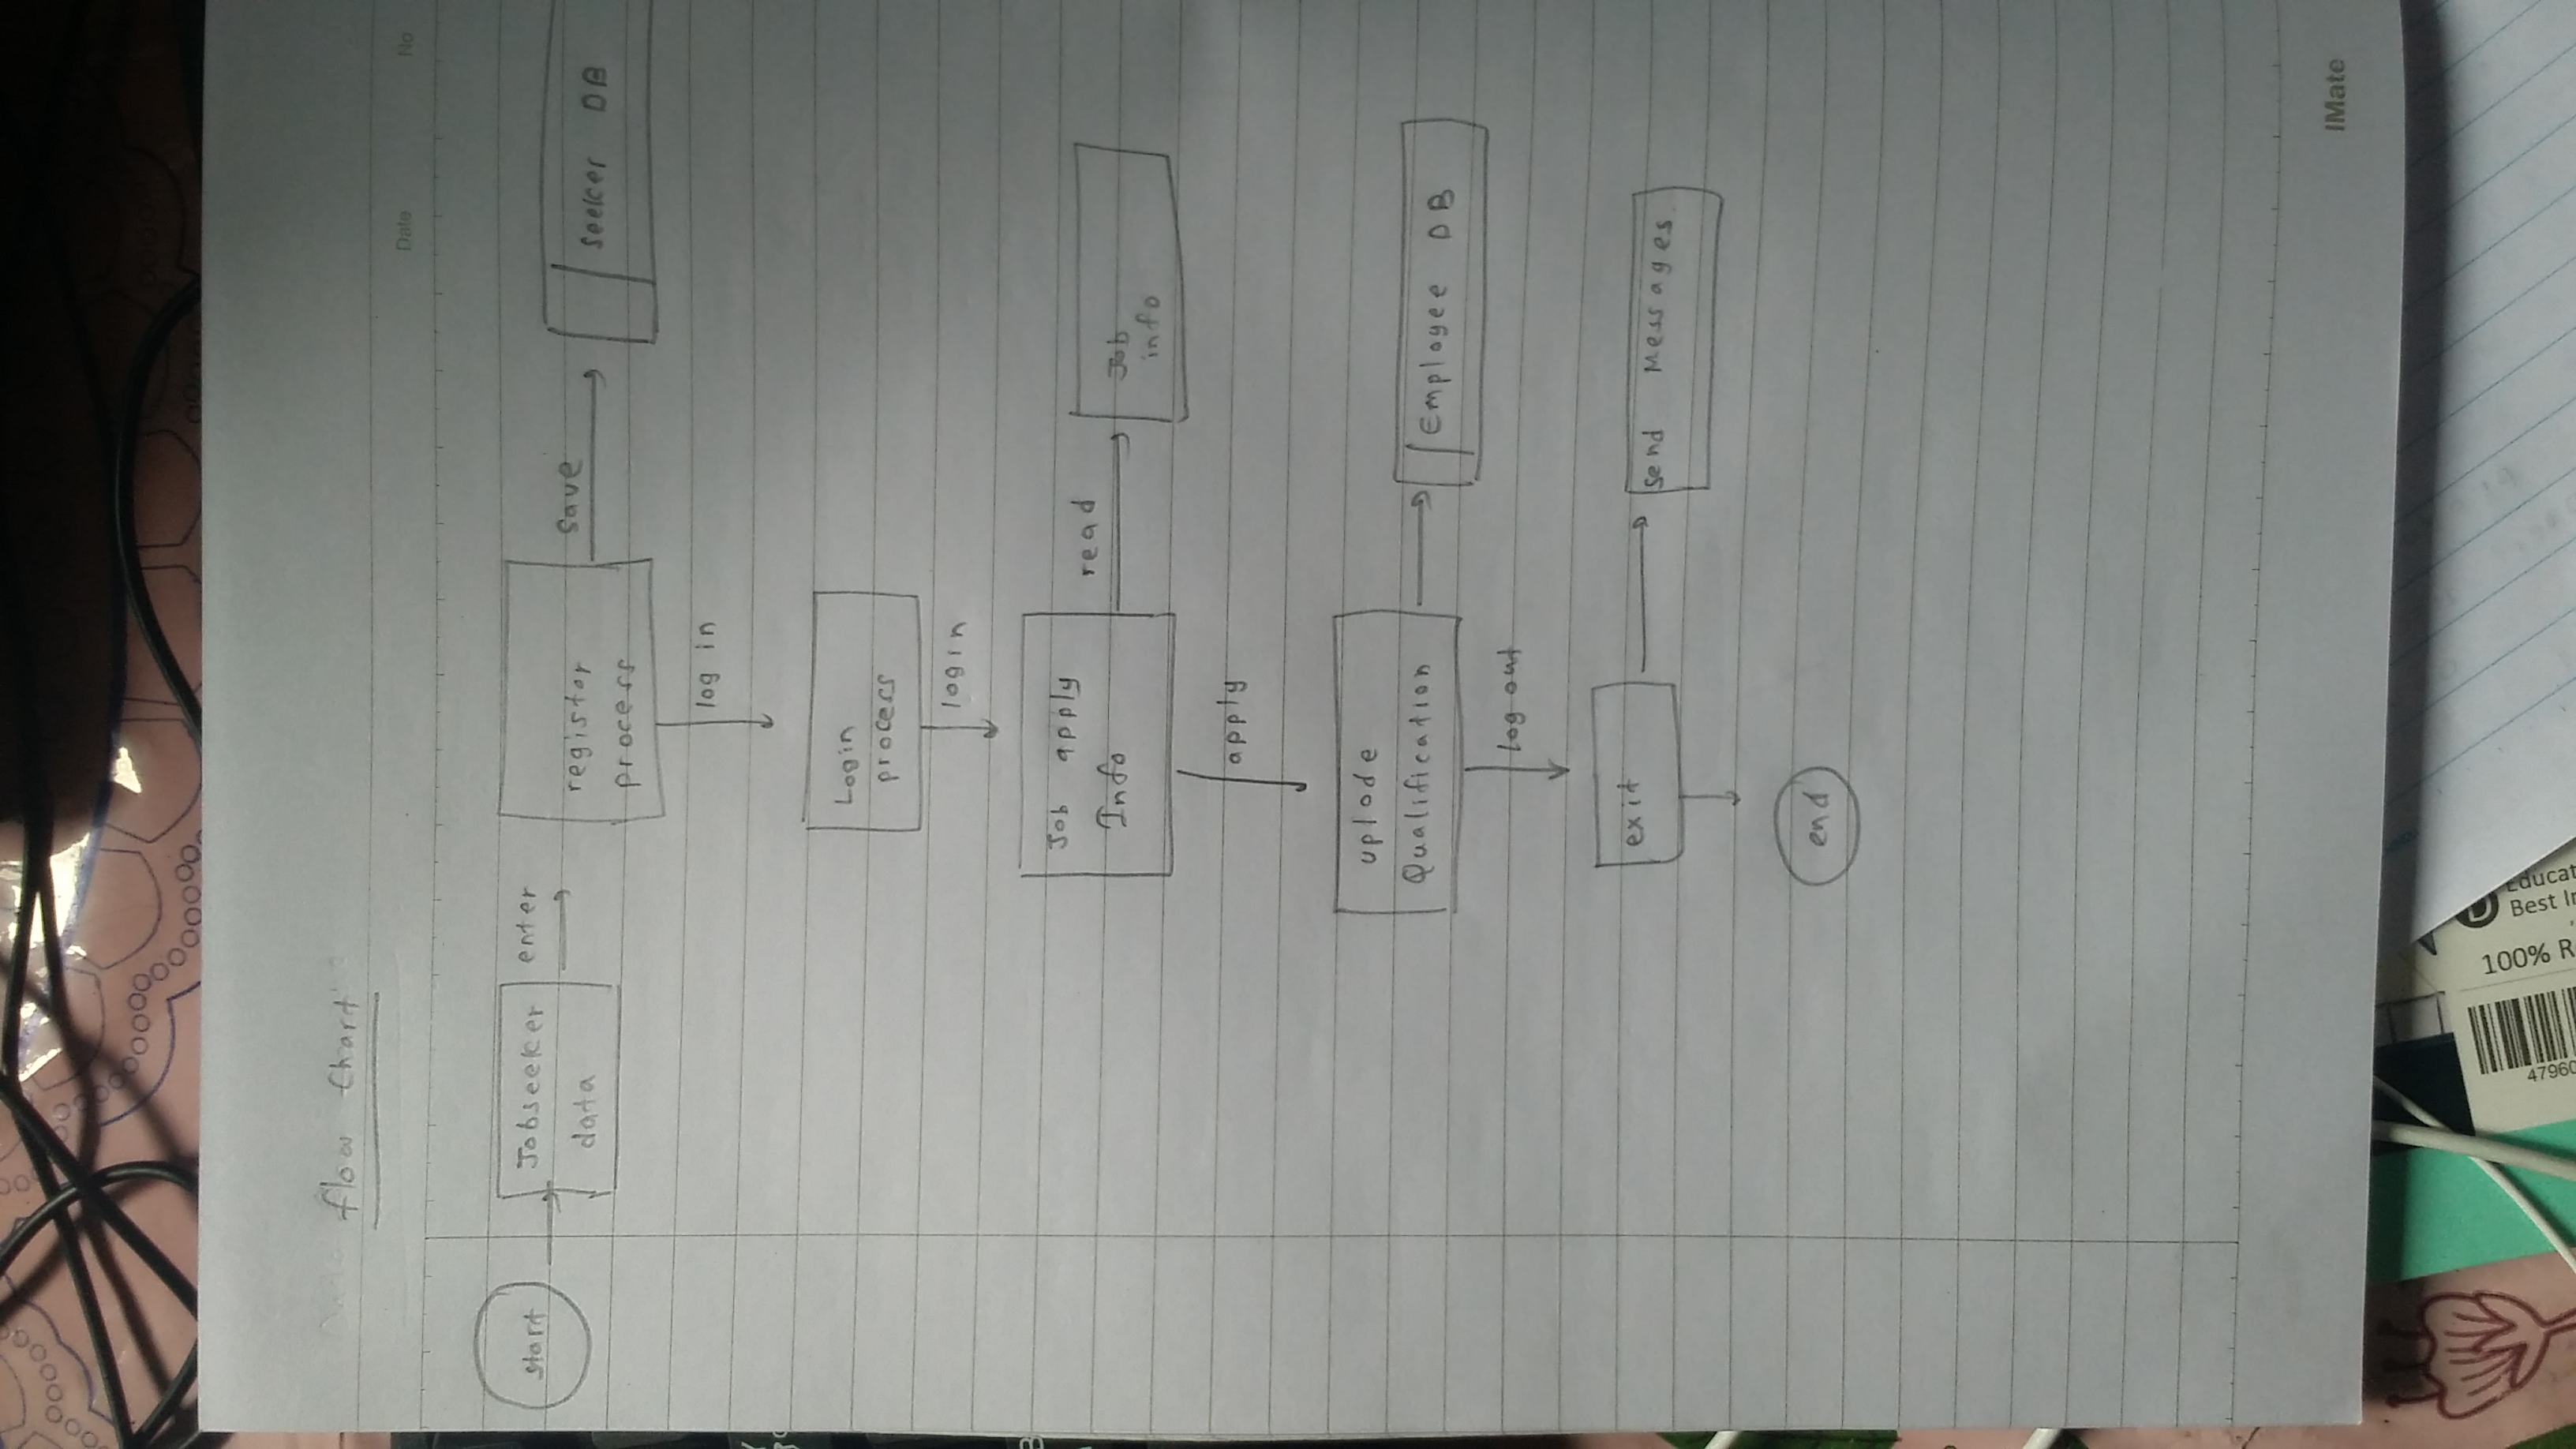 flow Chart
Date No
start
Jobseeker
data
enter
registor
process
save
Seeker DB
log in
Login
process
login
Job apply
Info
read
Job
info
apply
uplode
Qualification
Employee DB
log out
exit
Send Messages
end
IMate
100% R
Best In
Educat
4796